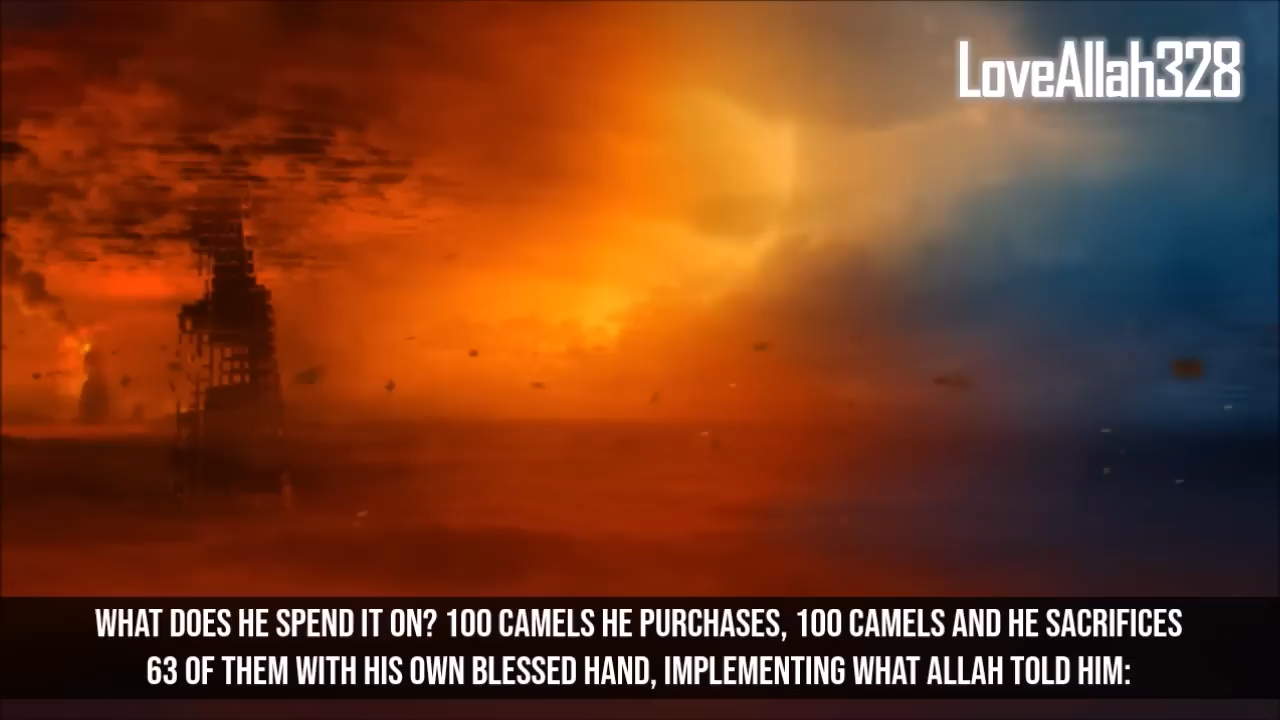 LoveAllah328
WHAT DOES HE SPEND IT ON? 100 CAMELS HE PURCHASES, 100 CAMELS AND HE SACRIFICES
63 OF THEM WITH HIS OWN BLESSED HAND, IMPLEMENTING WHAT ALLAH TOLD HIM: